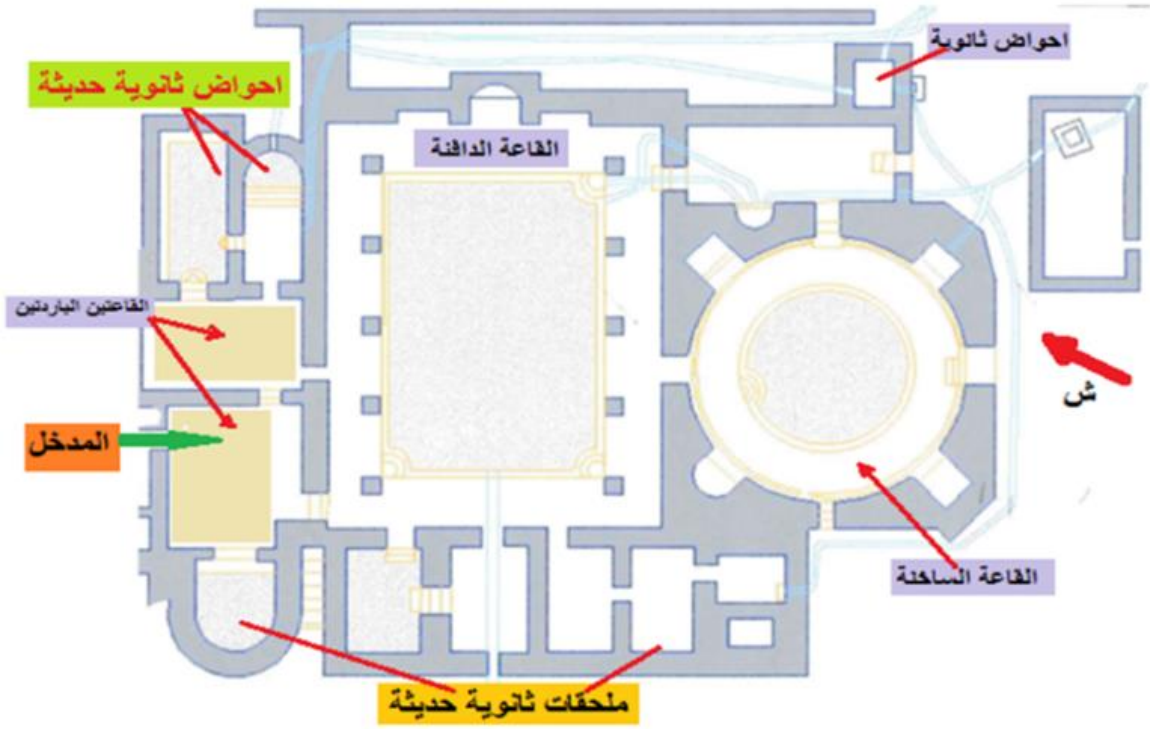 احواض ثانوية
احواض ثانوية حديثة
القاعة الدافئة
القاعتين الباردتين
ش
المدخل
القاعة الساخنة
ملحقات ثانوية حديثة